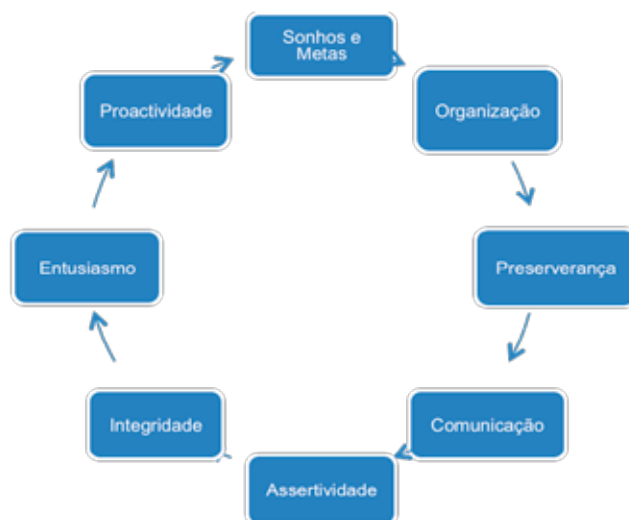 Sonhos e
Metas
Organização
Preserverança
Comunicação
Assertividade
Integridade
Entusiasmo
Proactividade